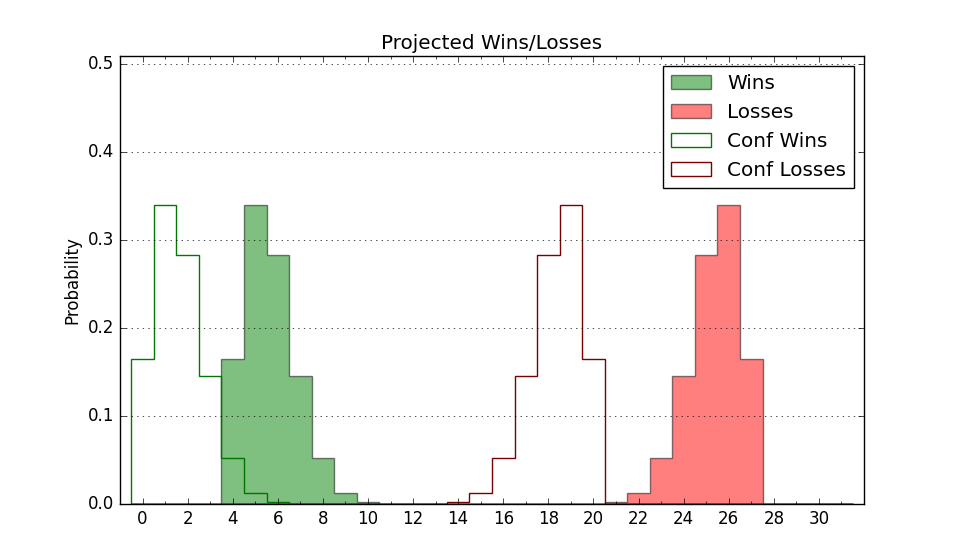 Projected Wins/Losses
Probability
0.5
0.4
0.3
0.2
0.1
0.0
0 2 4 6 8 10 12 14 16 18 20 22 24 26 28 30
Wins
Losses
Conf Wins
Conf Losses